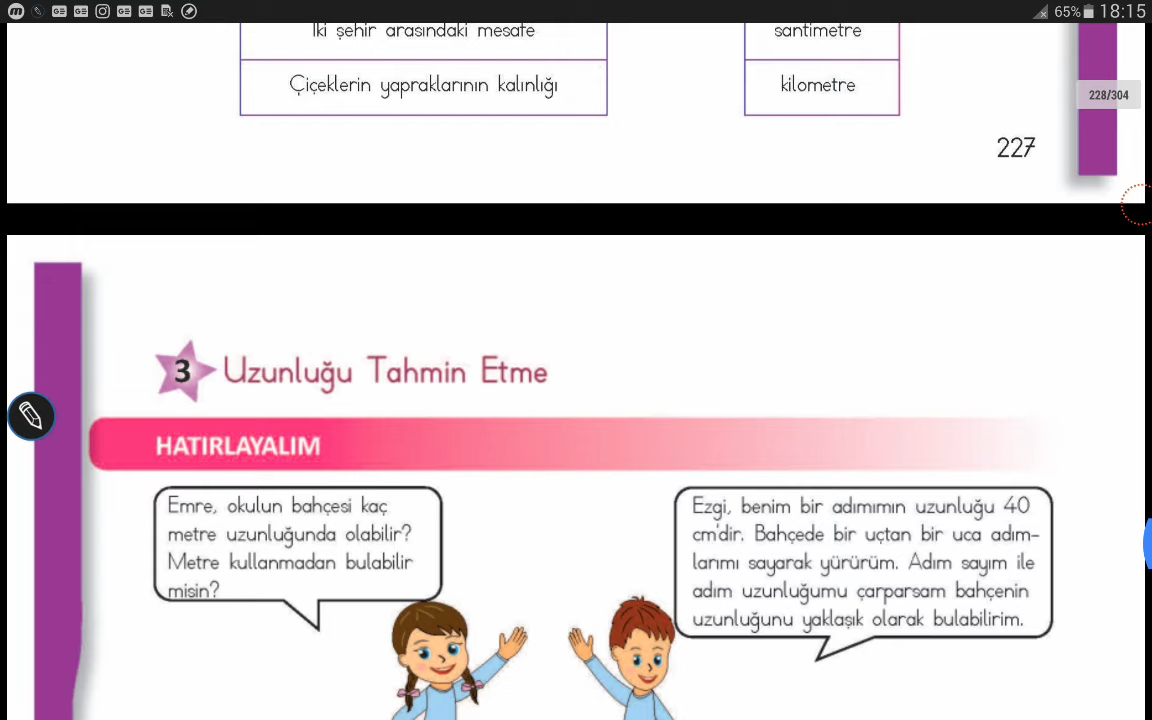 65% 18:15
İki şehir arasındaki mesafe
santimetre
Çiçeklerin yapraklarının kalınlığı
kilometre
228/304
227
3 Uzunluğu Tahmin Etme
HATIRLAYALIM
Emre, okulun bahçesi kaç
metre uzunluğunda olabilir?
Metre kullanmadan bulabilir
misin?
Ezgi, benim bir adımımın uzunluğu 40
cm'dir. Bahçede bir uçtan bir uca adım-
larımı sayarak yürürüm. Adım sayım ile
adım uzunluğumu çarparsam bahçenin
uzunluğunu yaklaşık olarak bulabilirim.